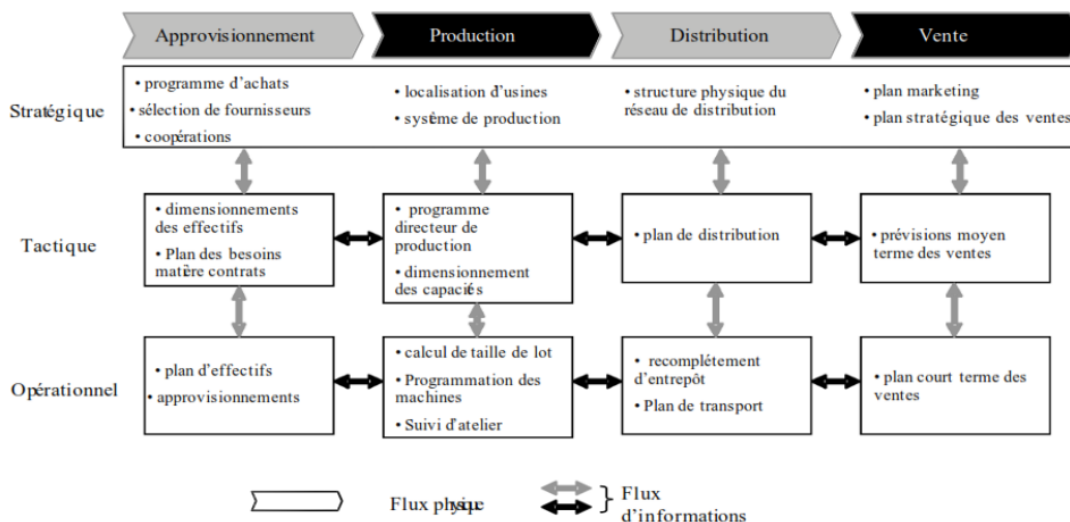 Approvisionnement
Production
Distribution
Vente
Stratégique
• programme d'achats
• sélection de fournisseurs
• coopérations
• localisation d'usines
• système de production
• structure physique du
réseau de distribution
• plan marketing
• plan stratégique des ventes
Tactique
• dimensionnements
des effectifs
• Plan des besoins
matière contrats
• programme
directeur de
production
• dimensionnement
des capaciés
• plan de distribution
• prévisions moyen
terme des ventes
Opérationnel
• plan d'effectifs
• approvisionnements
• calcul de taille de lot
• Programmation des
machines
• Suivi d'atelier
• recomplétement
d'entrepôt
• Plan de transport
• plan court terme des
ventes
Flux
Flux
d'informations